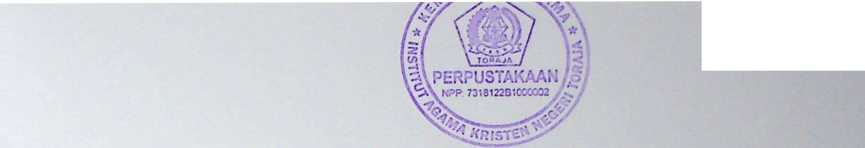 TORAJA
PERPUSTAKAAN
NPP: 7318122B1000002
★ INSTITUT AGAMA KRISTEN NEGERI TORAJA ★